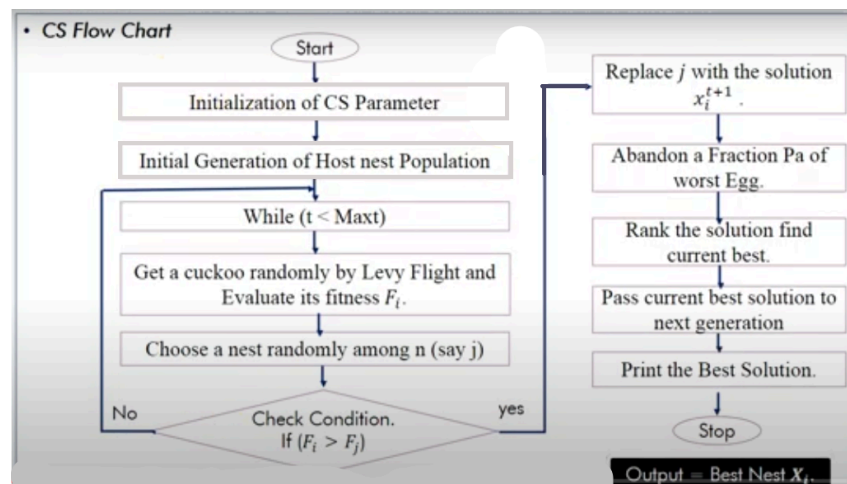 • CS Flow Chart
Start
Initialization of CS Parameter
Initial Generation of Host nest Population
While (t < Maxt)
Get a cuckoo randomly by Levy Flight and
Evaluate its fitness Fᵢ.
Choose a nest randomly among n (say j)
Check Condition.
If (Fᵢ > Fⱼ)
No
yes
Replace j with the solution
xᵢᵗ⁺¹ .
Abandon a Fraction Pa of
worst Egg.
Rank the solution find
current best.
Pass current best solution to
next generation
Print the Best Solution.
Stop
Output = Best Nest Xᵢ.